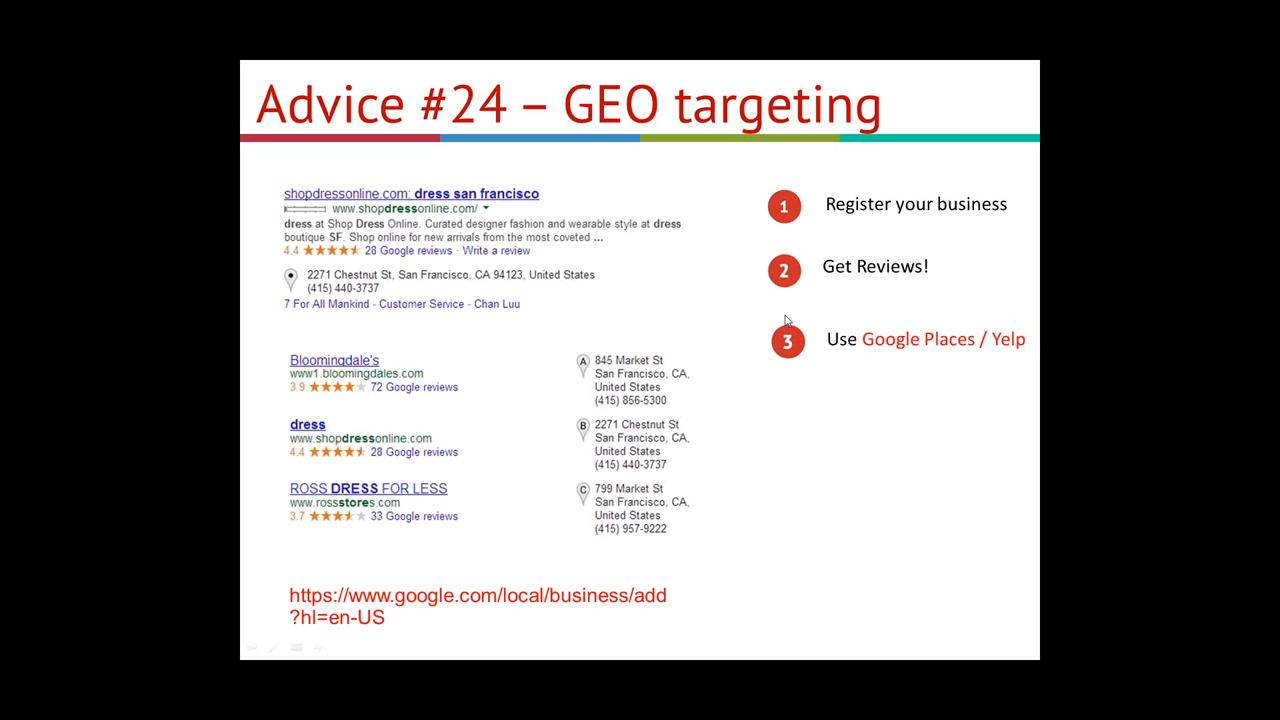 Advice #24 – GEO targeting
shopdressonline.com: dress san francisco
www.shopdressonline.com/
dress at Shop Dress Online. Curated designer fashion and wearable style at dress
boutique SF. Shop online for new arrivals from the most coveted ...
4.4 28 Google reviews · Write a review
2271 Chestnut St, San Francisco, CA 94123, United States
(415) 440-3737
7 For All Mankind - Customer Service - Chan Luu
Bloomingdale's
www1.bloomingdales.com
3.9 72 Google reviews
A 845 Market St
San Francisco, CA,
United States
(415) 856-5300
dress
www.shopdressonline.com
4.4 28 Google reviews
B 2271 Chestnut St
San Francisco, CA,
United States
(415) 440-3737
ROSS DRESS FOR LESS
www.rossstores.com
3.7 33 Google reviews
C 799 Market St
San Francisco, CA,
United States
(415) 957-9222
1 Register your business
2 Get Reviews!
3 Use Google Places / Yelp
https://www.google.com/local/business/add
?hl=en-US